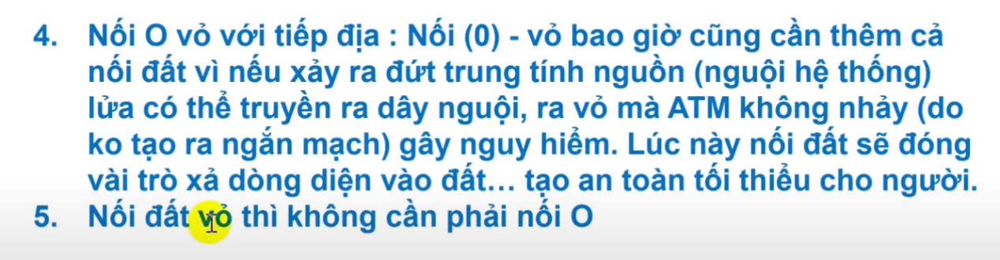 4. Nối O vỏ với tiếp địa : Nối (0) - vỏ bao giờ cũng cần thêm cả
nối đất vì nếu xảy ra đứt trung tính nguồn (nguội hệ thống)
lửa có thể truyền ra dây nguội, ra vỏ mà ATM không nhảy (do
ko tạo ra ngắn mạch) gây nguy hiểm. Lúc này nối đất sẽ đóng
vài trò xả dòng diện vào đất... tạo an toàn tối thiểu cho người.
5. Nối đất vỏ thì không cần phải nối O